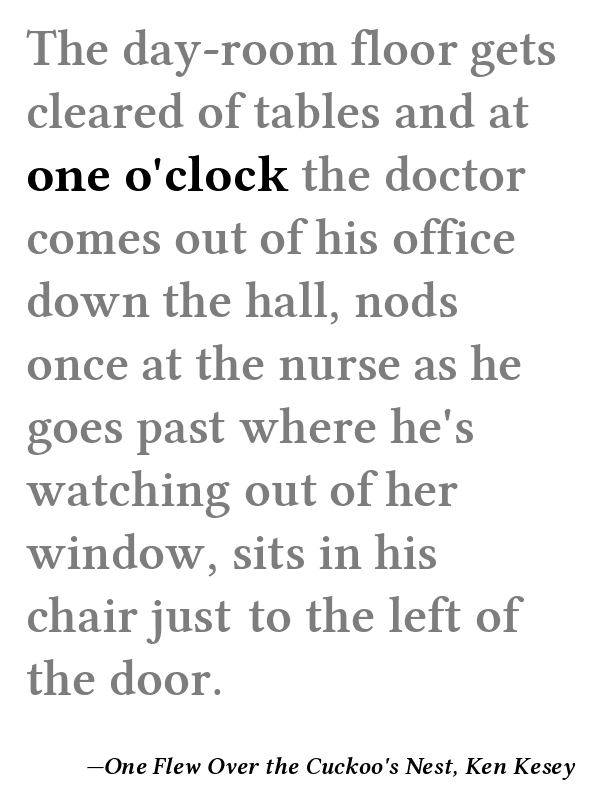 The day-room floor gets
cleared of tables and at
one o'clock the doctor
comes out of his office
down the hall, nods
once at the nurse as he
goes past where he's
watching out of her
window, sits in his
chair just to the left of
the door.
—One Flew Over the Cuckoo's Nest, Ken Kesey